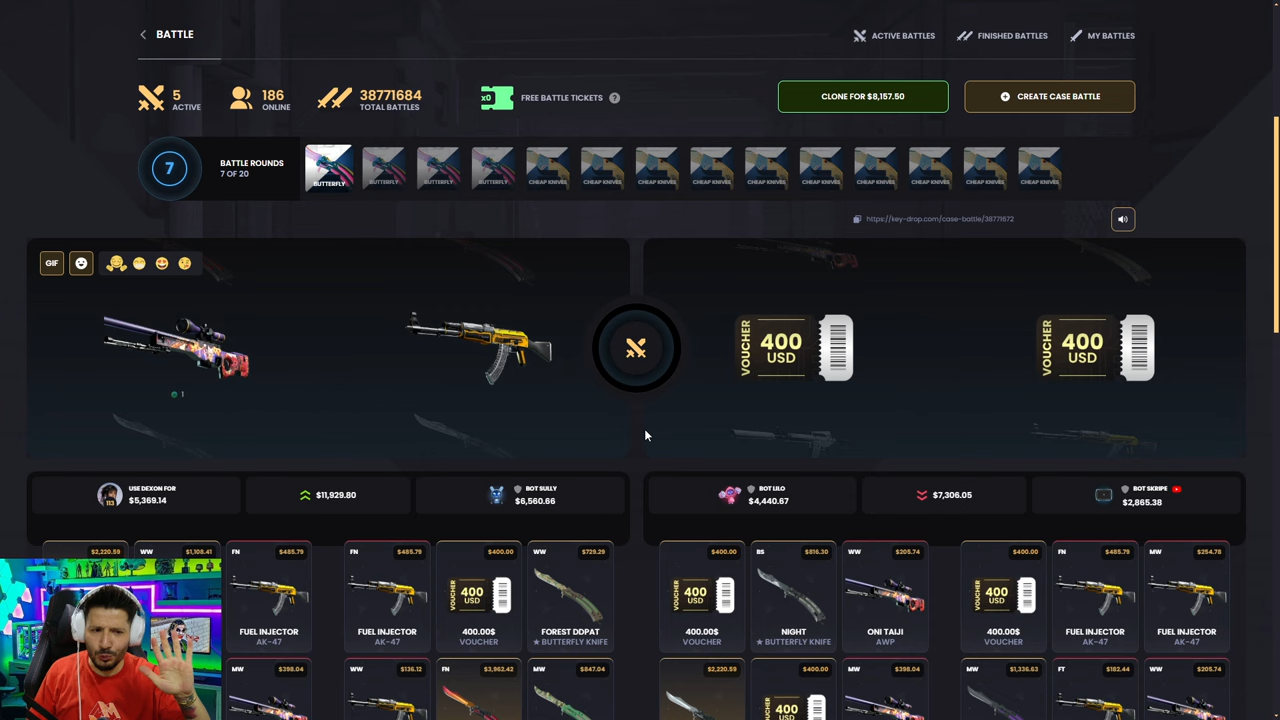 BATTLE
ACTIVE BATTLES
FINISHED BATTLES
MY BATTLES
5
ACTIVE
186
ONLINE
38771684
TOTAL BATTLES
x0
FREE BATTLE TICKETS ?
CLONE FOR $8,157.50
CREATE CASE BATTLE
7
BATTLE ROUNDS
7 OF 20
BUTTERFLY
BUTTERFLY
BUTTERFLY
BUTTERFLY
CHEAP KNIVES
CHEAP KNIVES
CHEAP KNIVES
CHEAP KNIVES
CHEAP KNIVES
CHEAP KNIVES
CHEAP KNIVES
CHEAP KNIVES
CHEAP KNIVES
CHEAP KNIVES
https://key-drop.com/case-battle/38771672
GIF
1
VOUCHER
400
USD
VOUCHER
400
USD
USE DEXON FOR
113
$5,369.14
$11,929.80
BOT SULLY
$6,560.66
BOT LILO
$4,440.67
$7,306.05
BOT SKRIPE
$2,865.38
$2,220.59
WW $1,108.41
FN $485.79
FUEL INJECTOR
AK-47
FN $485.79
FUEL INJECTOR
AK-47
$400.00
VOUCHER
400
USD
400.00$
VOUCHER
WW $729.29
FOREST DDPAT
★ BUTTERFLY KNIFE
$400.00
VOUCHER
400
USD
400.00$
VOUCHER
BS $816.30
NIGHT
★ BUTTERFLY KNIFE
WW $205.74
ONI TAIJI
AWP
$400.00
VOUCHER
400
USD
400.00$
VOUCHER
FN $485.79
FUEL INJECTOR
AK-47
MW $254.78
FUEL INJECTOR
AK-47
MW $398.04
WW $136.12
FN $3,962.42
MW $847.04
$2,220.59
$400.00
400
MW $398.04
MW $1,336.63
FT $182.44
WW $205.74